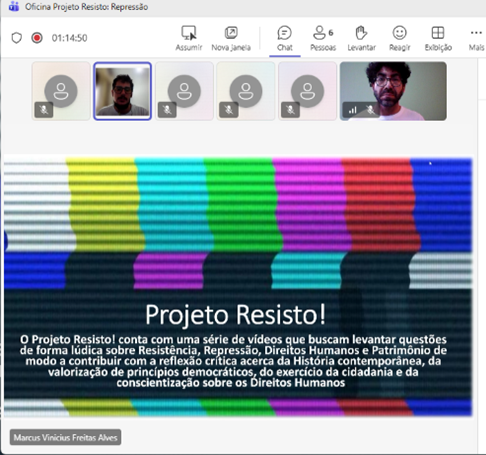 Oficina Projeto Resisto: Repressão
01:14:50
Assumir
Nova janela
Chat
6
Pessoas
Levantar
Reagir
Exibição
Mais
Projeto Resisto!
O Projeto Resisto! conta com uma série de vídeos que buscam levantar questões
de forma lúdica sobre Resistência, Repressão, Direitos Humanos e Patrimônio de
modo a contribuir com a reflexão crítica acerca da História contemporânea, da
valorização de princípios democráticos, do exercício da cidadania e da
conscientização sobre os Direitos Humanos
Marcus Vinicius Freitas Alves